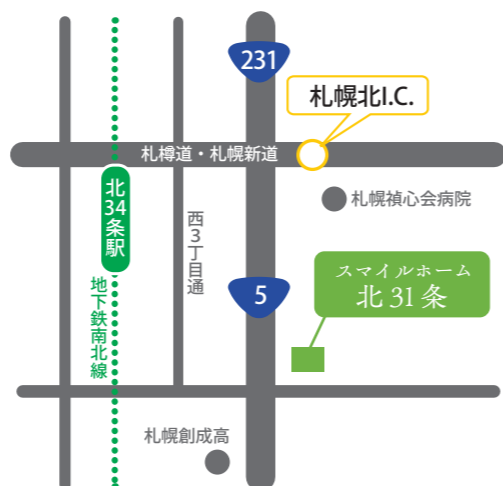 231
札幌北I.C.
札樽道・札幌新道
北34条駅
札幌禎心会病院
西3丁目通
地下鉄南北線
5
スマイルホーム
北31条
札幌創成高